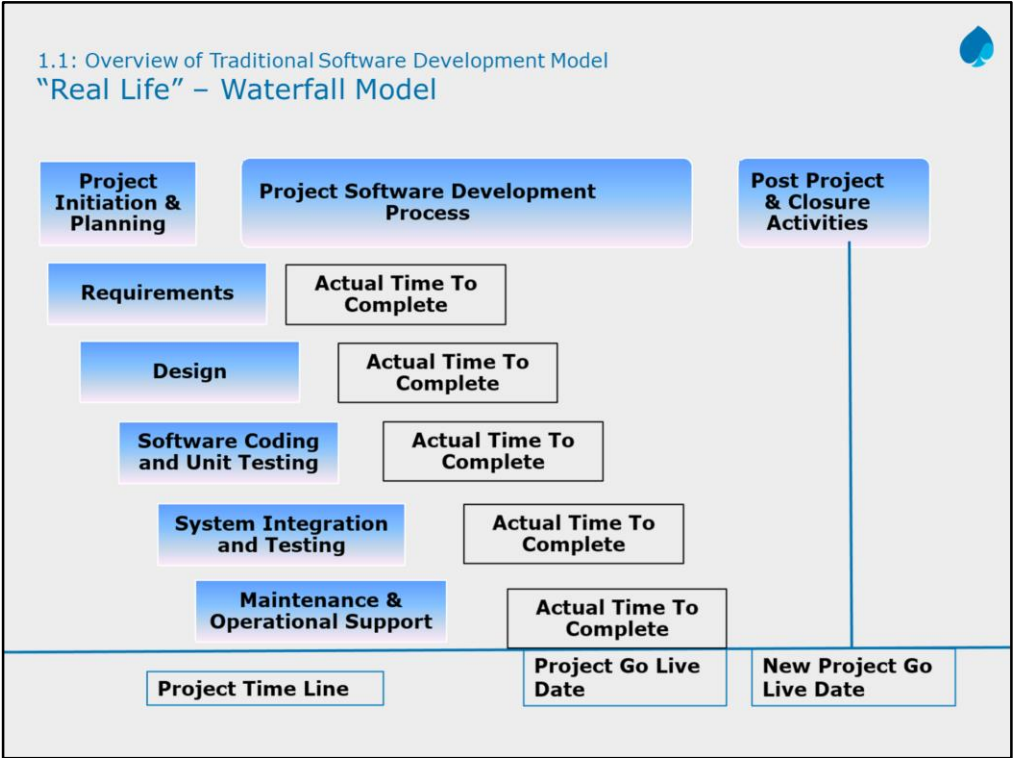 1.1: Overview of Traditional Software Development Model
“Real Life” – Waterfall Model
Project
Initiation &
Planning
Project Software Development
Process
Post Project
& Closure
Activities
Requirements
Actual Time To
Complete
Design
Actual Time To
Complete
Software Coding
and Unit Testing
Actual Time To
Complete
System Integration
and Testing
Actual Time To
Complete
Maintenance &
Operational Support
Actual Time To
Complete
Project Time Line
Project Go Live
Date
New Project Go
Live Date